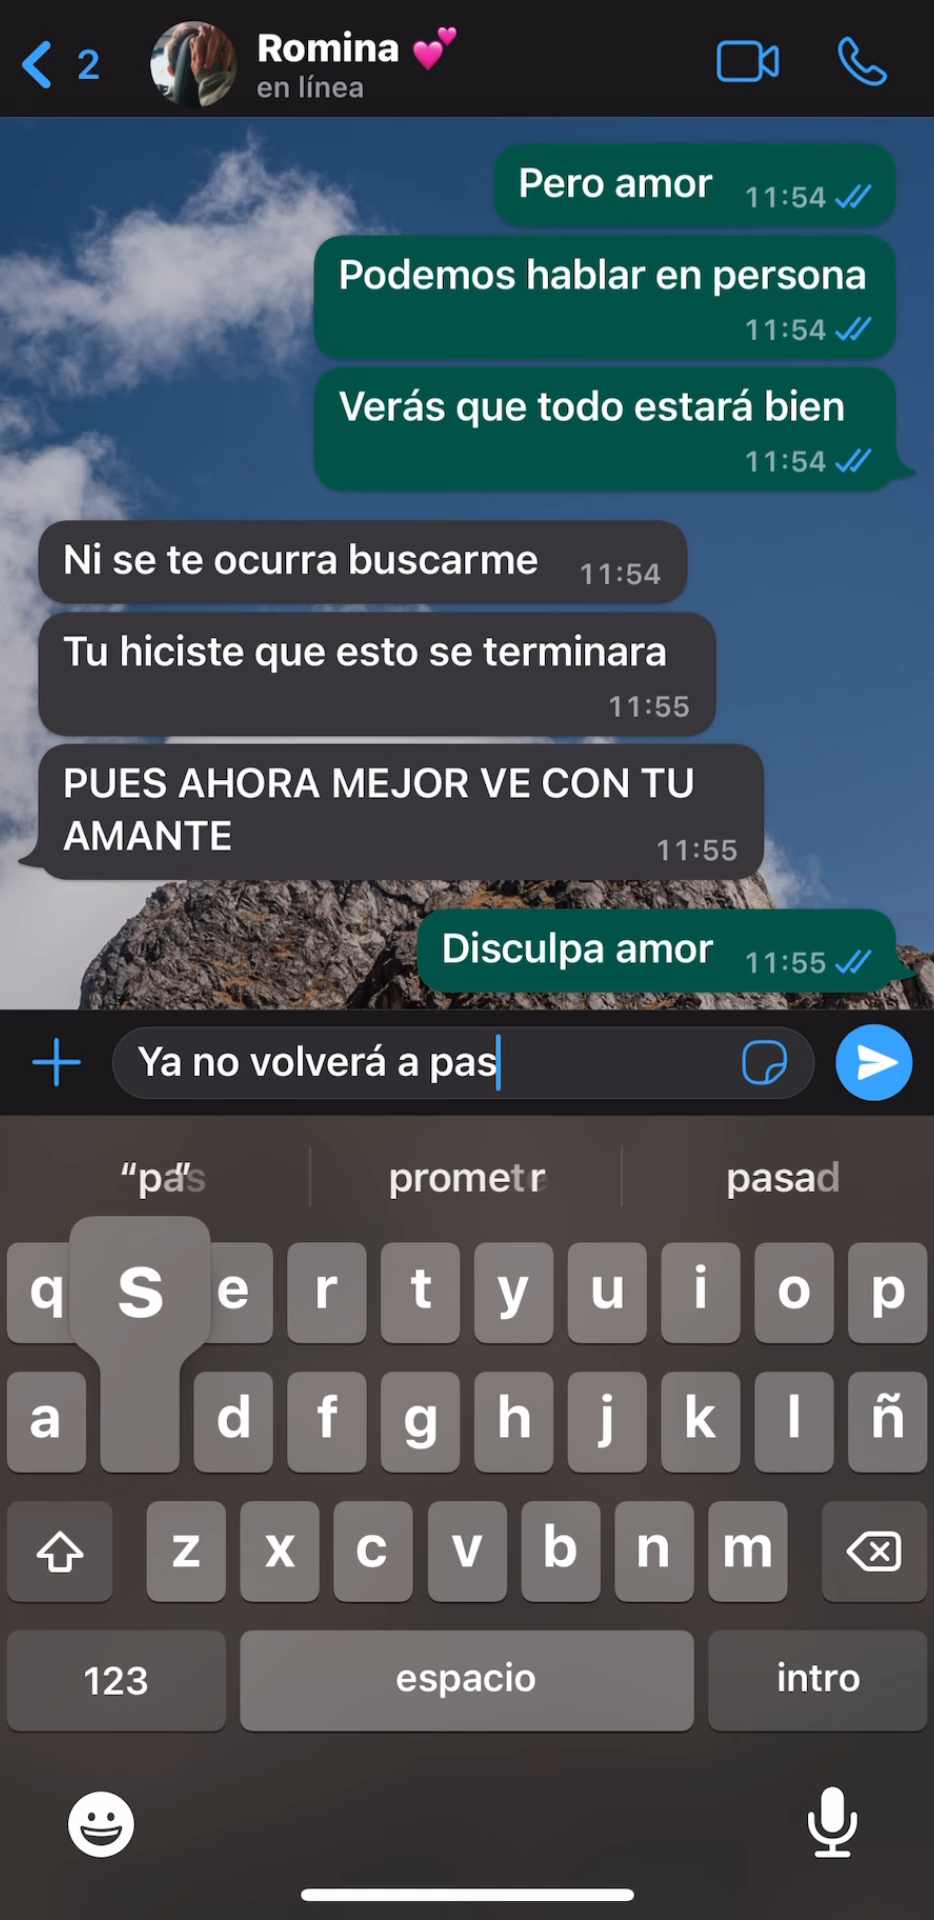 2
Romina 💕
en línea
Pero amor 11:54
Podemos hablar en persona
11:54
Verás que todo estará bien
11:54
Ni se te ocurra buscarme 11:54
Tu hiciste que esto se terminara
11:55
PUES AHORA MEJOR VE CON TU
AMANTE 11:55
Disculpa amor 11:55
Ya no volverá a pas
pasad
q s e r t y u i o p
a d f g h j k l ñ
z x c v b n m
123 espacio intro